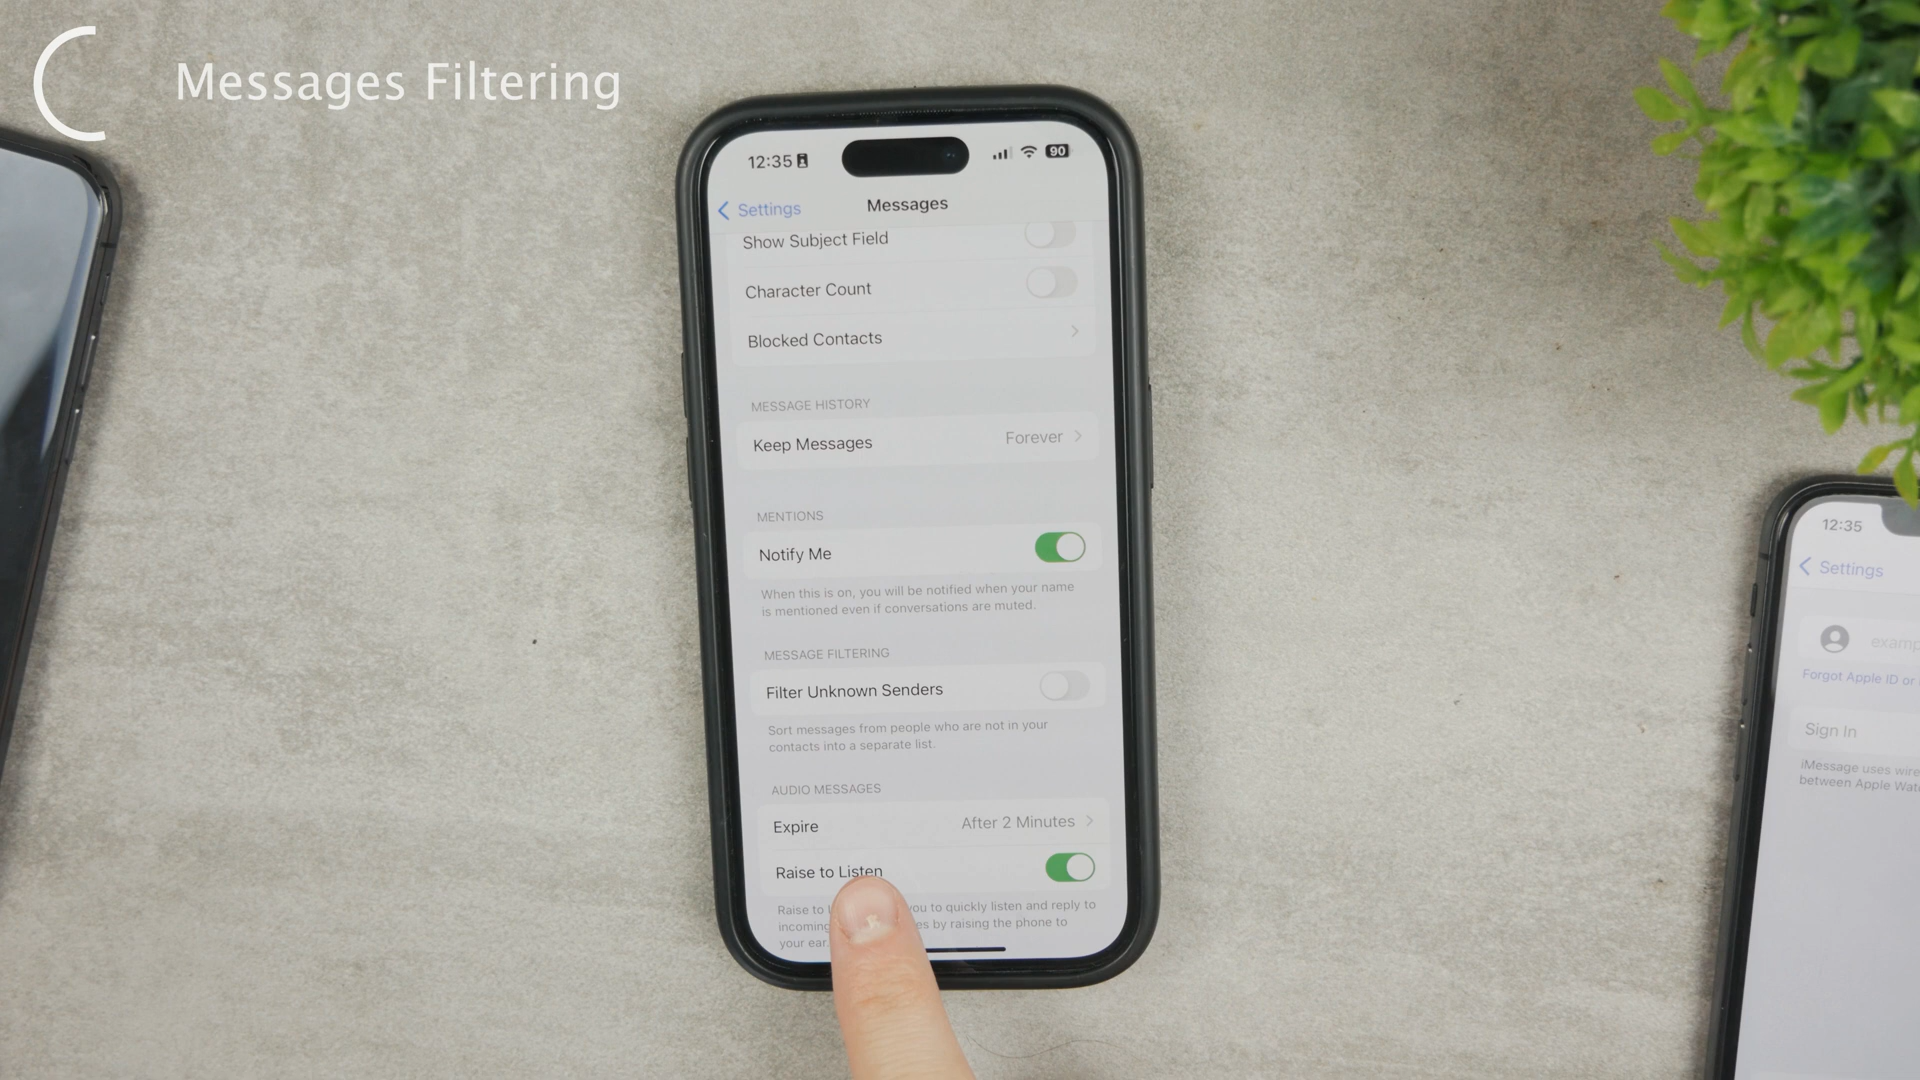 Messages Filtering
12:35
90
Settings
Messages
Show Subject Field
Character Count
Blocked Contacts
MESSAGE HISTORY
Keep Messages
Forever
MENTIONS
Notify Me
When this is on, you will be notified when your name
is mentioned even if conversations are muted.
MESSAGE FILTERING
Filter Unknown Senders
Sort messages from people who are not in your
contacts into a separate list.
AUDIO MESSAGES
Expire
After 2 Minutes
Raise to Listen
Raise to you to quickly listen and reply to
incoming by raising the phone to
your ear.
12:35
Settings
Forgot Apple ID or
Sign In
iMessage uses
between Apple